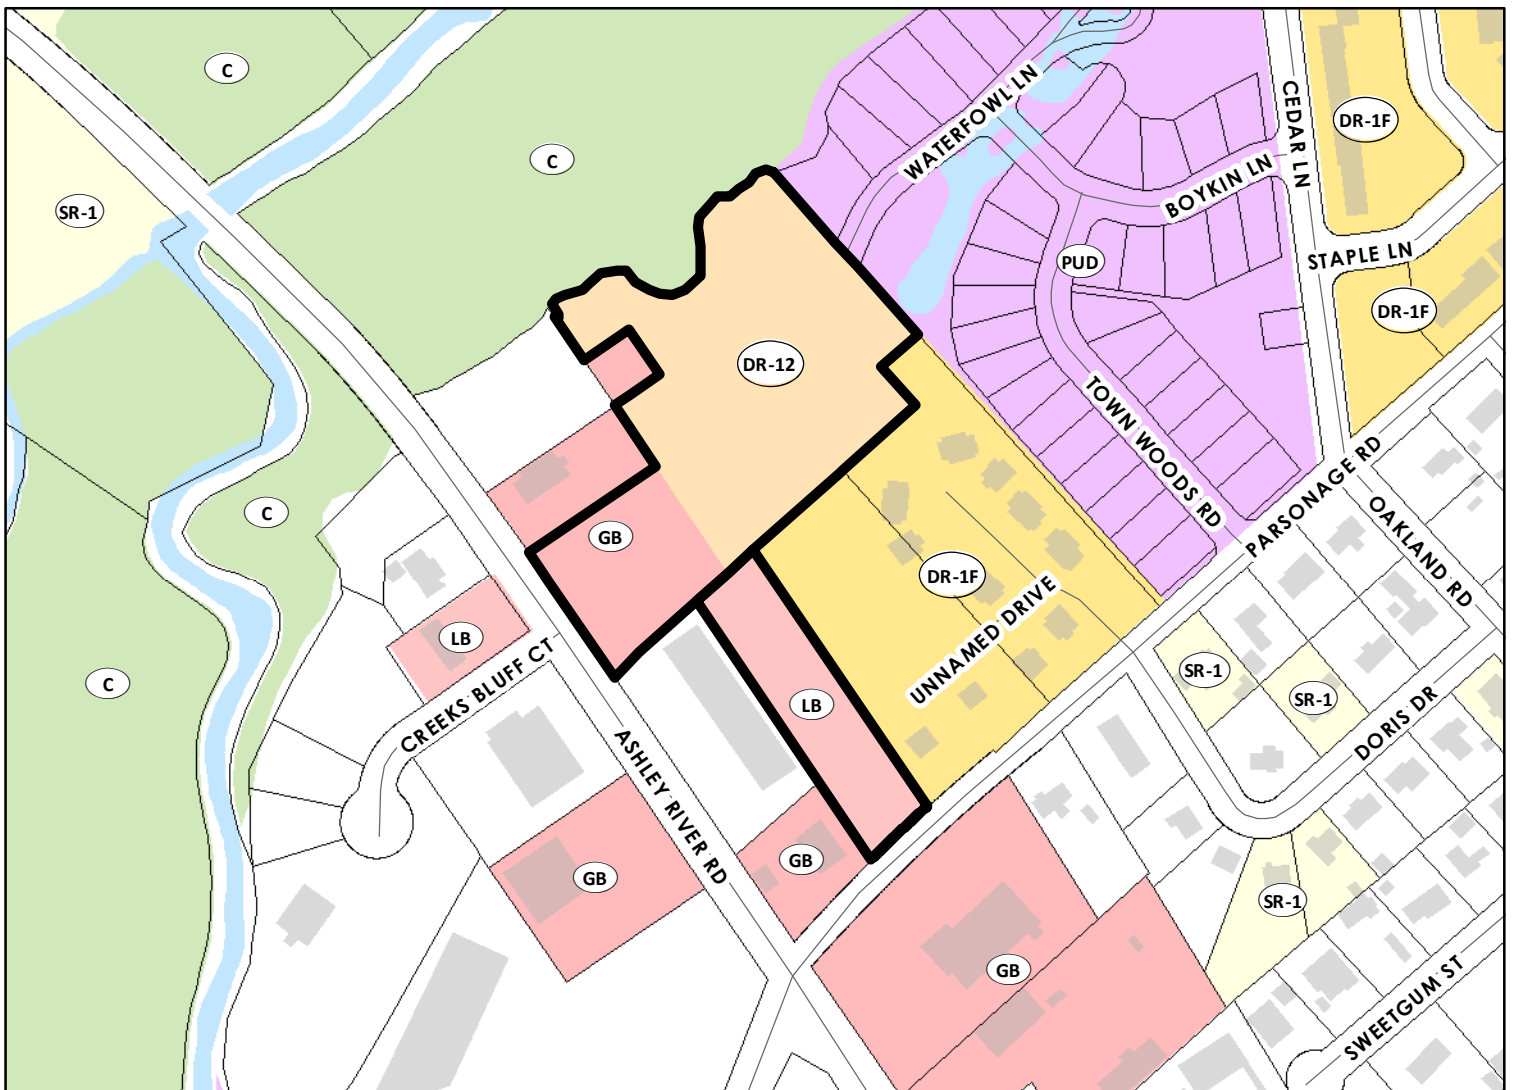 C
WATERFOWL LN
CEDAR LN
DR-1F
C
BOYKIN LN
SR-1
STAPLE LN
PUD
DR-1F
DR-12
TOWN WOODS RD
PARSONAGE RD
OAKLAND RD
C
GB
DR-1F
UNNAMED DRIVE
LB
CREEKS BLUFF CT
SR-1
C
SR-1
LB
DORIS DR
ASHLEY RIVER RD
GB
GB
SR-1
GB
SWEETGUM ST